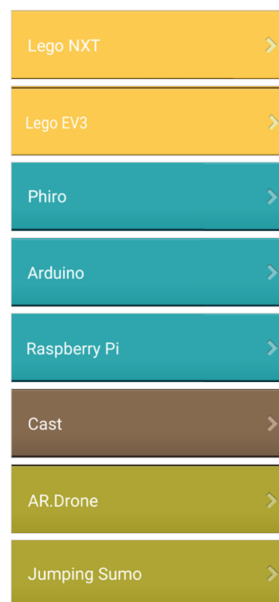 Lego NXT
Lego EV3
Phiro
Arduino
Raspberry Pi
Cast
AR.Drone
Jumping Sumo